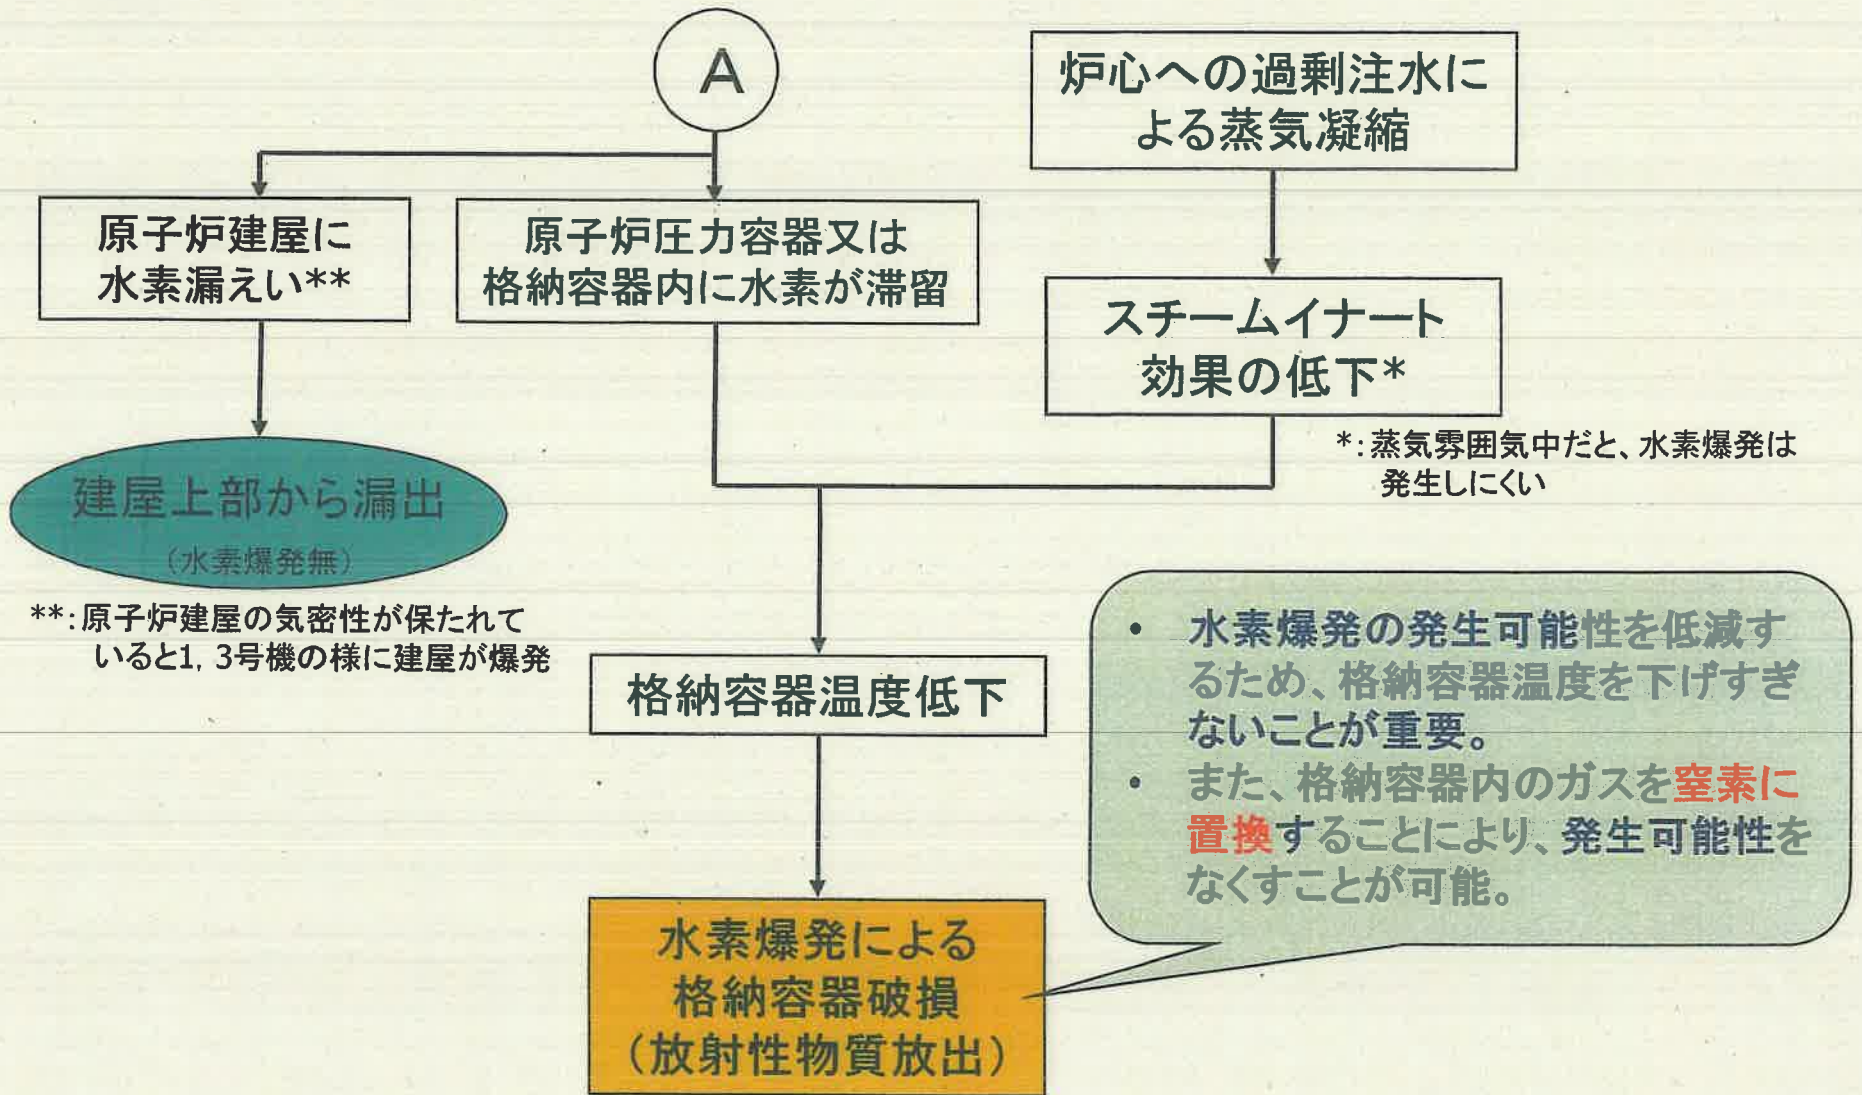 A
炉心への過剰注水に
よる蒸気凝縮
原子炉建屋に
水素漏えい**
原子炉圧力容器又は
格納容器内に水素が滞留
スチームイナート
効果の低下*
*:蒸気雰囲気中だと、水素爆発は
発生しにくい
建屋上部から漏出
(水素爆発無)
**:原子炉建屋の気密性が保たれて
いると1, 3号機の様に建屋が爆発
格納容器温度低下
• 水素爆発の発生可能性を低減す
るため、格納容器温度を下げすぎ
ないことが重要。
• また、格納容器内のガスを窒素に
置換することにより、発生可能性を
なくすことが可能。
水素爆発による
格納容器破損
(放射性物質放出)